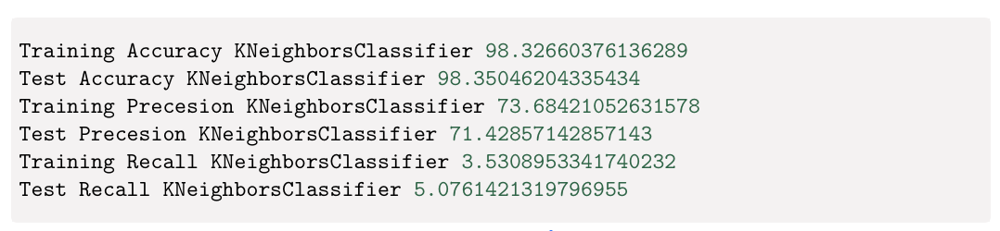 Training Accuracy KNeighborsClassifier 98.32660376136289
Test Accuracy KNeighborsClassifier 98.35046204335434
Training Precesion KNeighborsClassifier 73.68421052631578
Test Precesion KNeighborsClassifier 71.42857142857143
Training Recall KNeighborsClassifier 3.5308953341740232
Test Recall KNeighborsClassifier 5.0761421319796955